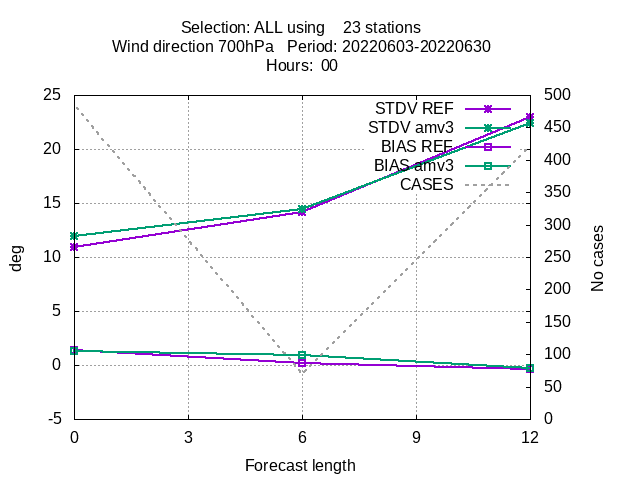 Selection: ALL using    23 stations
Wind direction 700hPa   Period: 20220603-20220630
Hours:  00
STDV REF
STDV amv3
BIAS REF
BIAS amv3
CASES
25
20
15
10
5
0
-5
500
450
400
350
300
250
200
150
100
50
0
deg
No cases
0 3 6 9 12
Forecast length